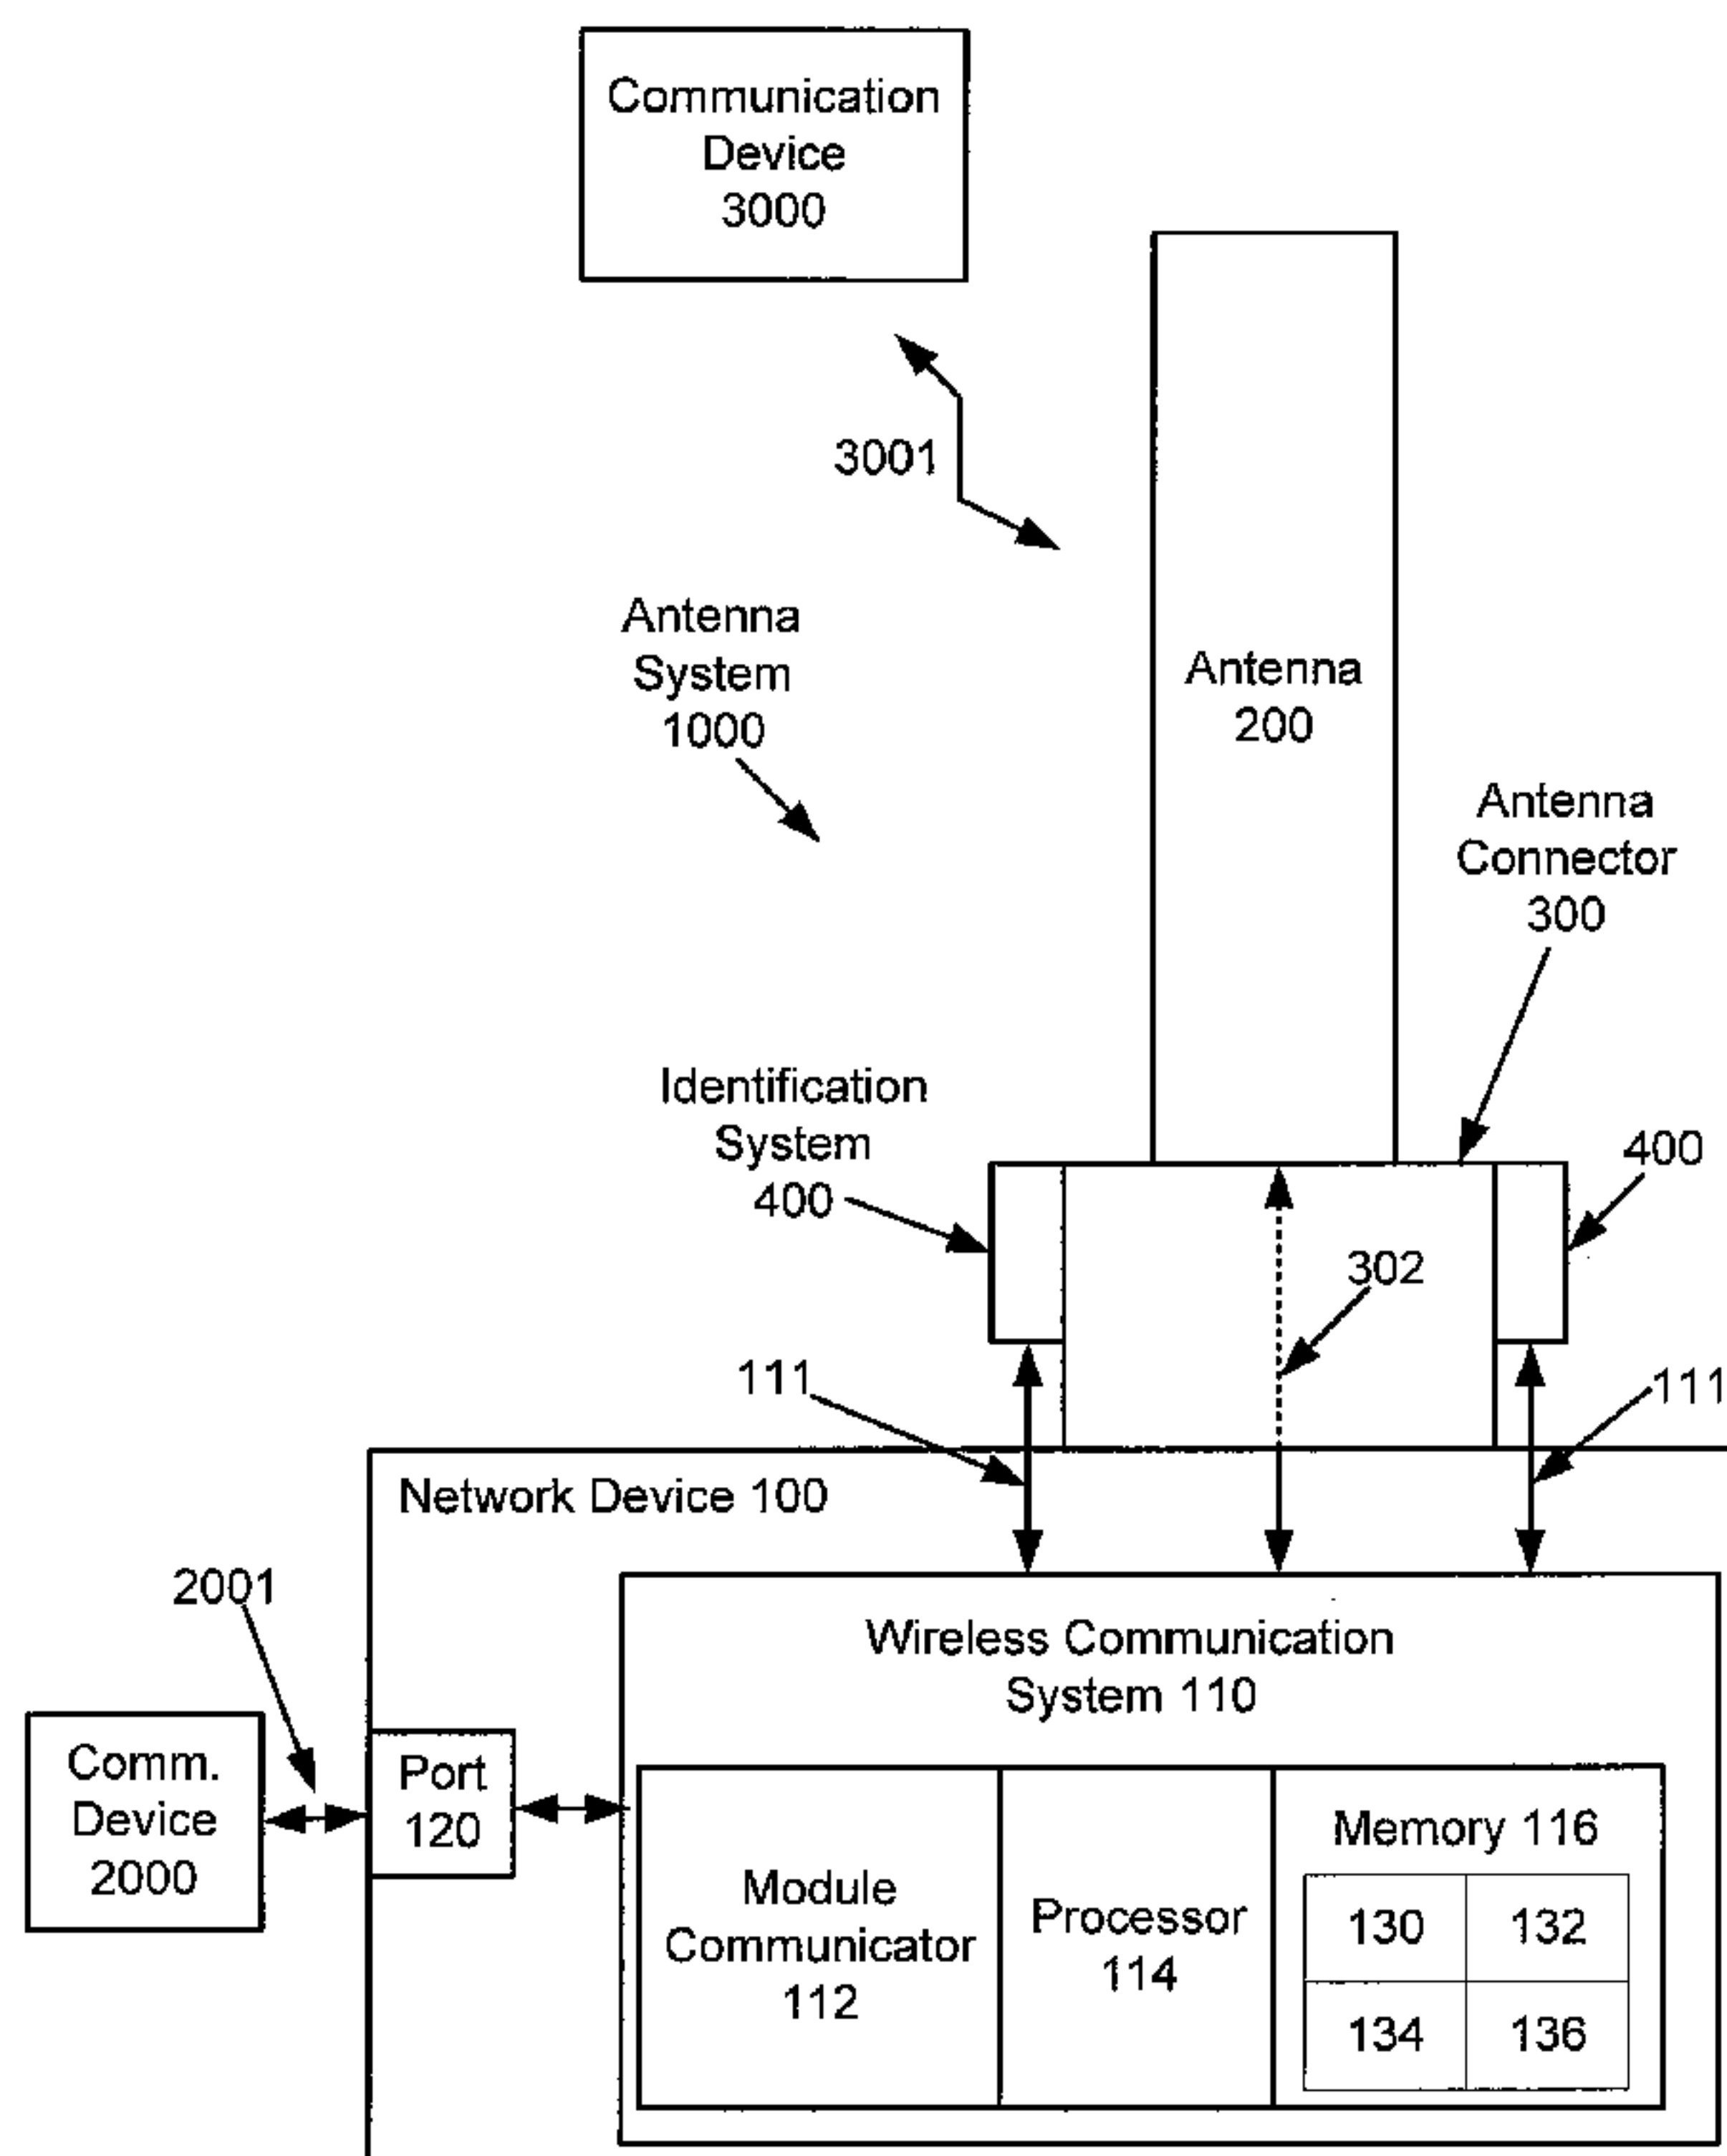 Communication
Device
3000
3001
Antenna
System
1000
Antenna
200
Antenna
Connector
300
Identification
System
400
400
302
111
111
Network Device 100
2001
Wireless Communication
System 110
Comm.
Device
2000
Port
120
Module
Communicator
112
Processor
114
Memory 116
130 132
134 136